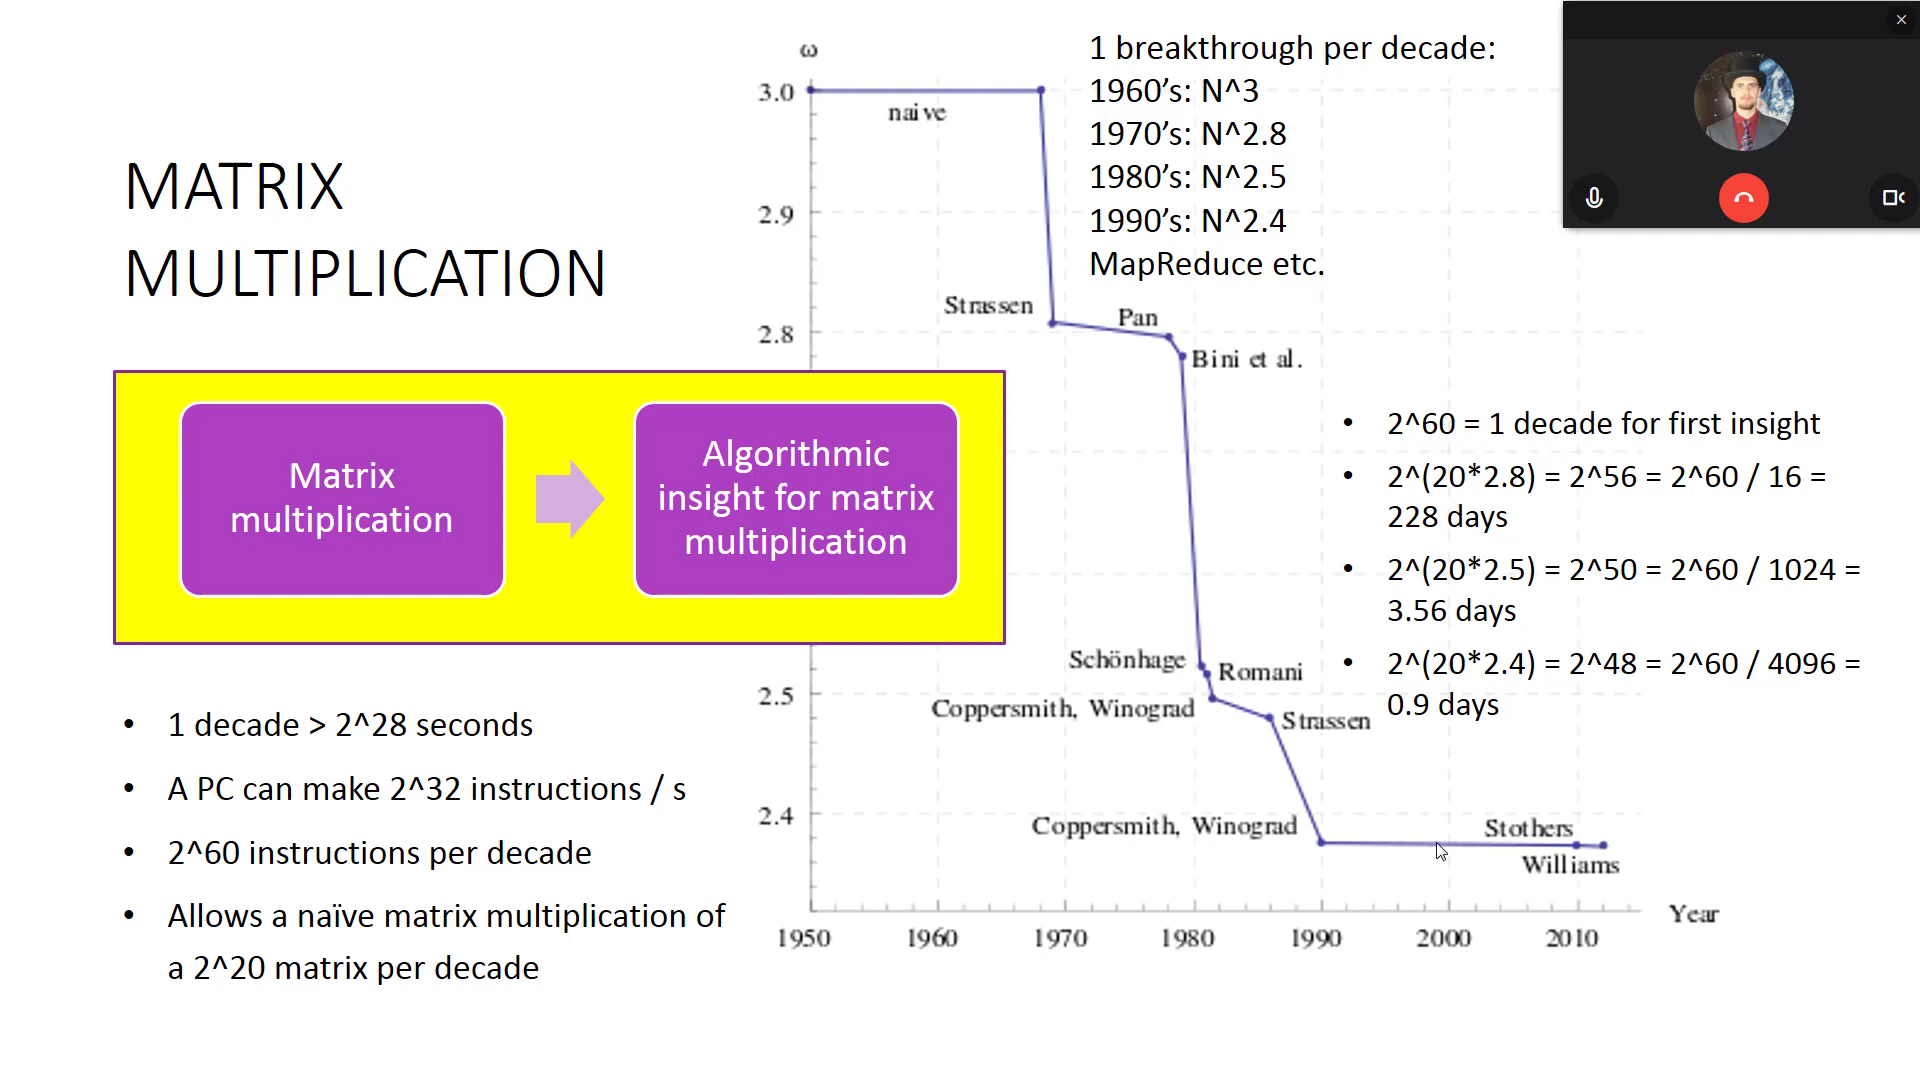 MATRIX
MULTIPLICATION
Matrix
multiplication
Algorithmic
insight for matrix
multiplication
• 1 decade > 2^28 seconds
• A PC can make 2^32 instructions / s
• 2^60 instructions per decade
• Allows a naïve matrix multiplication of
a 2^20 matrix per decade
ω
3.0
2.9
2.8
2.5
2.4
naive
Strassen
Pan
Bini et al.
Schönhage
Romani
Coppersmith, Winograd
Strassen
Coppersmith, Winograd
Stothers
Williams
Year
1950
1960
1970
1980
1990
2000
2010
1 breakthrough per decade:
1960’s: N^3
1970’s: N^2.8
1980’s: N^2.5
1990’s: N^2.4
MapReduce etc.
• 2^60 = 1 decade for first insight
• 2^(20*2.8) = 2^56 = 2^60 / 16 =
228 days
• 2^(20*2.5) = 2^50 = 2^60 / 1024 =
3.56 days
• 2^(20*2.4) = 2^48 = 2^60 / 4096 =
0.9 days